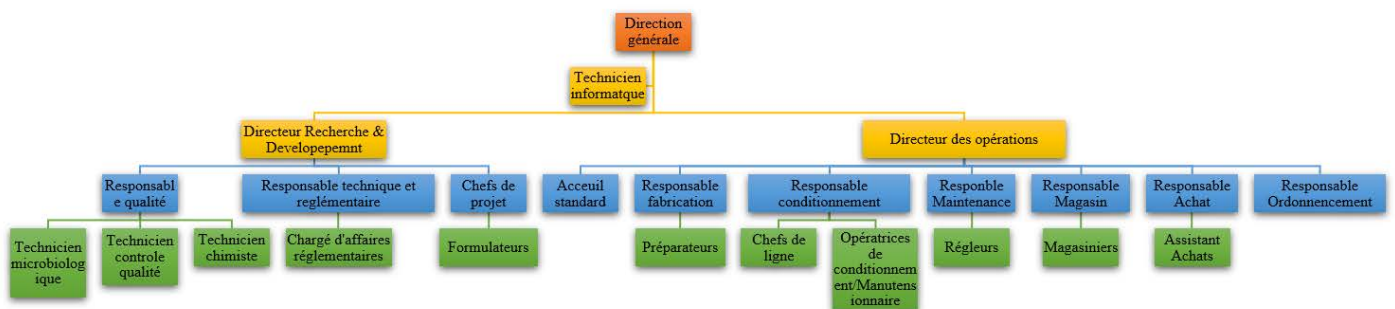 Direction
générale
Technicien
informatque
Directeur Recherche &
Developepemnt
Directeur des opérations
Responsabl
e qualité
Responsable technique et
reglémentaire
Chefs de
projet
Acceuil
standard
Responsable
fabrication
Responsable
conditionnement
Responble
Maintenance
Responsable
Magasin
Responsable
Achat
Responsable
Ordonnencement
Technicien
microbiolog
ique
Technicien
controle
qualité
Technicien
chimiste
Chargé d'affaires
réglementaires
Formulateurs
Préparateurs
Chefs de
ligne
Opératrices
de
conditionnem
ent/Manutens
ionnaire
Régleurs
Magasiniers
Assistant
Achats